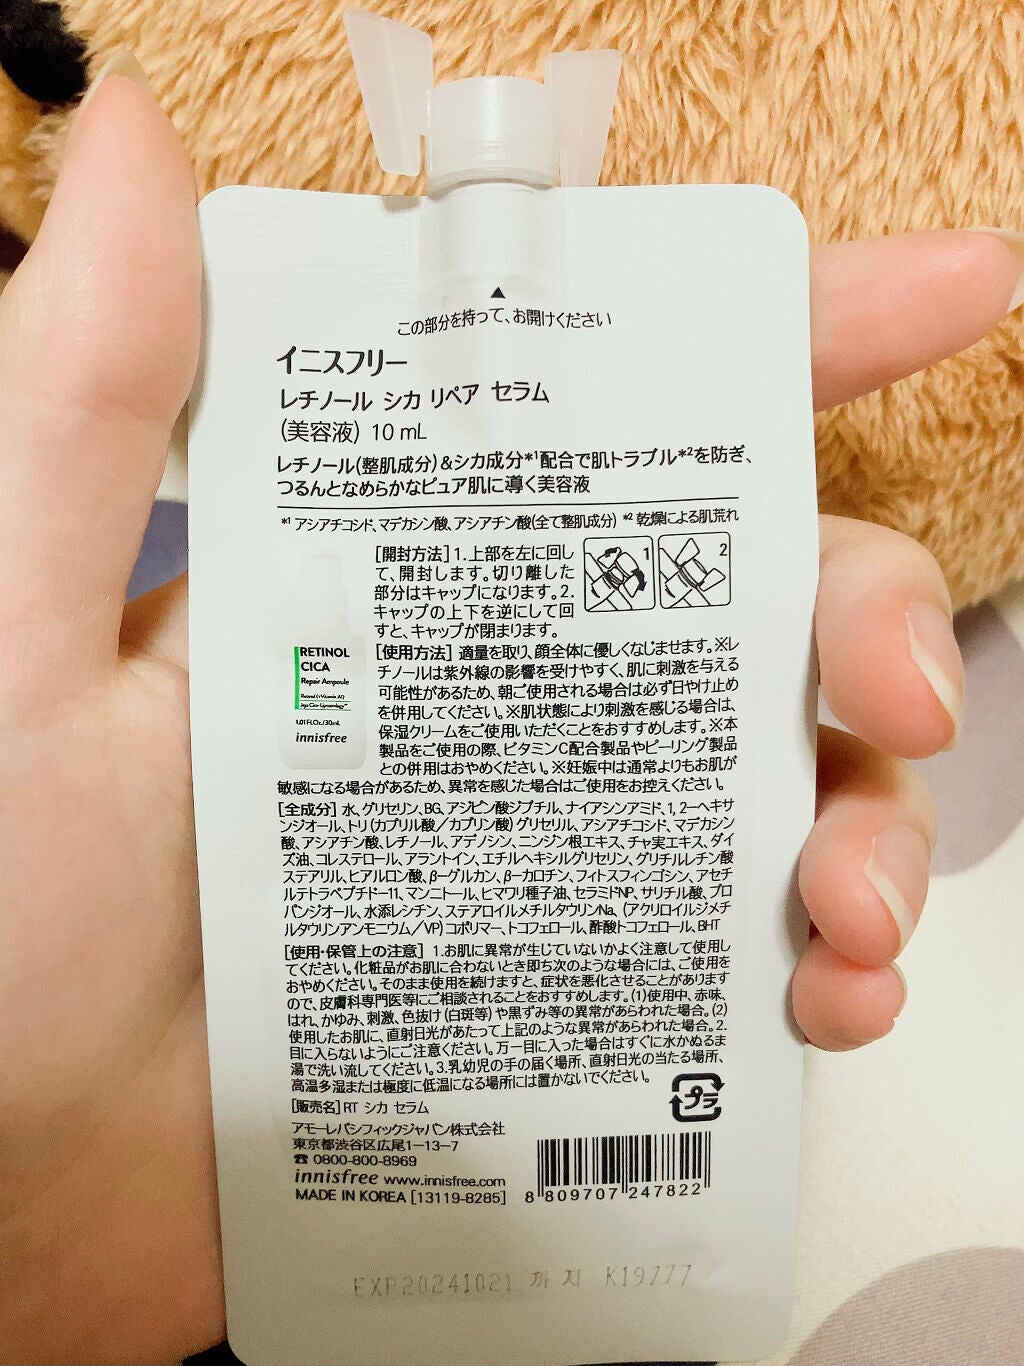 ▲
この部分を持って、お開けください
イニスフリー
レチノール シカ リペア セラム
(美容液) 10 mL
レチノール(整肌成分)&シカ成分*¹配合で肌トラブル*²を防ぎ、
つるんとなめらかなピュア肌に導く美容液
*¹ アシアチコシド、マデカシン酸、アシアチン酸(全て整肌成分) *² 乾燥による肌荒れ
[開封方法] 1.上部を左に回し
て、開封します。切り離した
部分はキャップになります。2.
キャップの上下を逆にして回
すと、キャップが閉まります。
1
2
RETINOL
CICA
Repair Ampoule
Retinol (=Vitamin A)
Jeju Cica-Lipmentology™
1.01 FL.Oz./30mL
innisfree
[使用方法] 適量を取り、顔全体に優しくなじませます。※レ
チノールは紫外線の影響を受けやすく、肌に刺激を与える
可能性があるため、朝ご使用される場合は必ず日やけ止め
を併用してください。※肌状態により刺激を感じる場合は、
保湿クリームをご使用いただくことをおすすめします。※本
製品をご使用の際、ビタミンC配合製品やピーリング製品
との併用はおやめください。※妊娠中は通常よりもお肌が
敏感になる場合があるため、異常を感じた場合はご使用をお控えください。
[全成分] 水、グリセリン、BG、アジピン酸ジブチル、ナイアシンアミド、1,2-ヘキサ
ンジオール、トリ(カプリル酸/カプリン酸)グリセリル、アシアチコシド、マデカシン
酸、アシアチン酸、レチノール、アデノシン、ニンジン根エキス、チャ実エキス、ダイ
ズ油、コレステロール、アラントイン、エチルヘキシルグリセリン、グリチルレチン酸
ステアリル、ヒアルロン酸、β-グルカン、β-カロチン、フィトスフィンゴシン、アセチ
ルテトラペプチド-11、マンニトール、ヒマワリ種子油、セラミドNP、サリチル酸、プロ
パンジオール、水添レシチン、ステアロイルメチルタウリンNa、(アクリロイルジメチ
ルタウリンアンモニウム/VP)コポリマー、トコフェロール、酢酸トコフェロール、BHT
[使用・保管上の注意] 1.お肌に異常が生じていないかよく注意して使用し
てください。化粧品がお肌に合わないとき即ち次のような場合には、ご使用を
おやめください。そのまま使用を続けますと、症状を悪化させることがあります
ので、皮膚科専門医等にご相談されることをおすすめします。(1)使用中、赤味、
はれ、かゆみ、刺激、色抜け(白斑等)や黒ずみ等の異常があらわれた場合。(2)
使用したお肌に、直射日光があたって上記のような異常があらわれた場合。2.
目に入らないようにご注意ください。万一目に入った場合はすぐに水かぬるま
湯で洗い流してください。3.乳幼児の手の届く場所、直射日光の当たる場所、
高温多湿または極度に低温になる場所には置かないでください。
プラ
[販売名] RT シカ セラム
アモーレパシフィックジャパン株式会社
東京都渋谷区広尾1-13-7
☎ 0800-800-8969
innisfree www.innisfree.com
MADE IN KOREA [13119-8285]
8 809707 247822
EXP20241021 까지 K19777